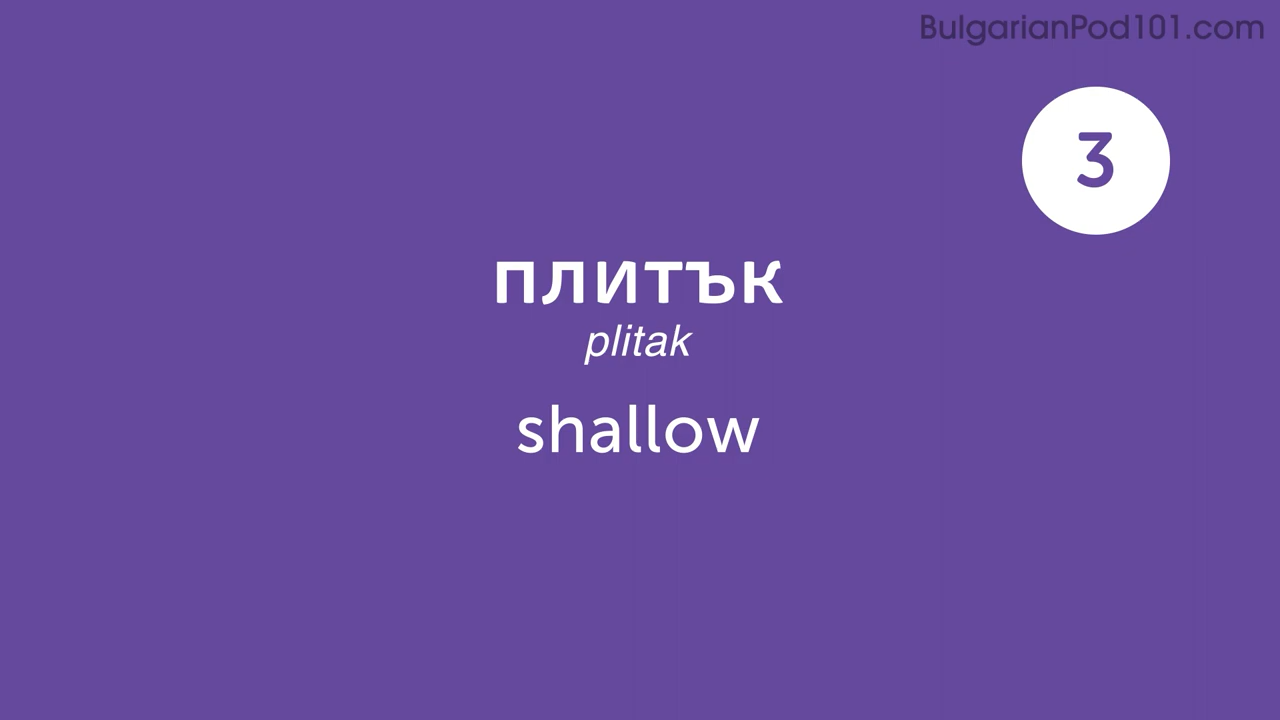 BulgarianPod101.com
3
плитък
plitak
shallow